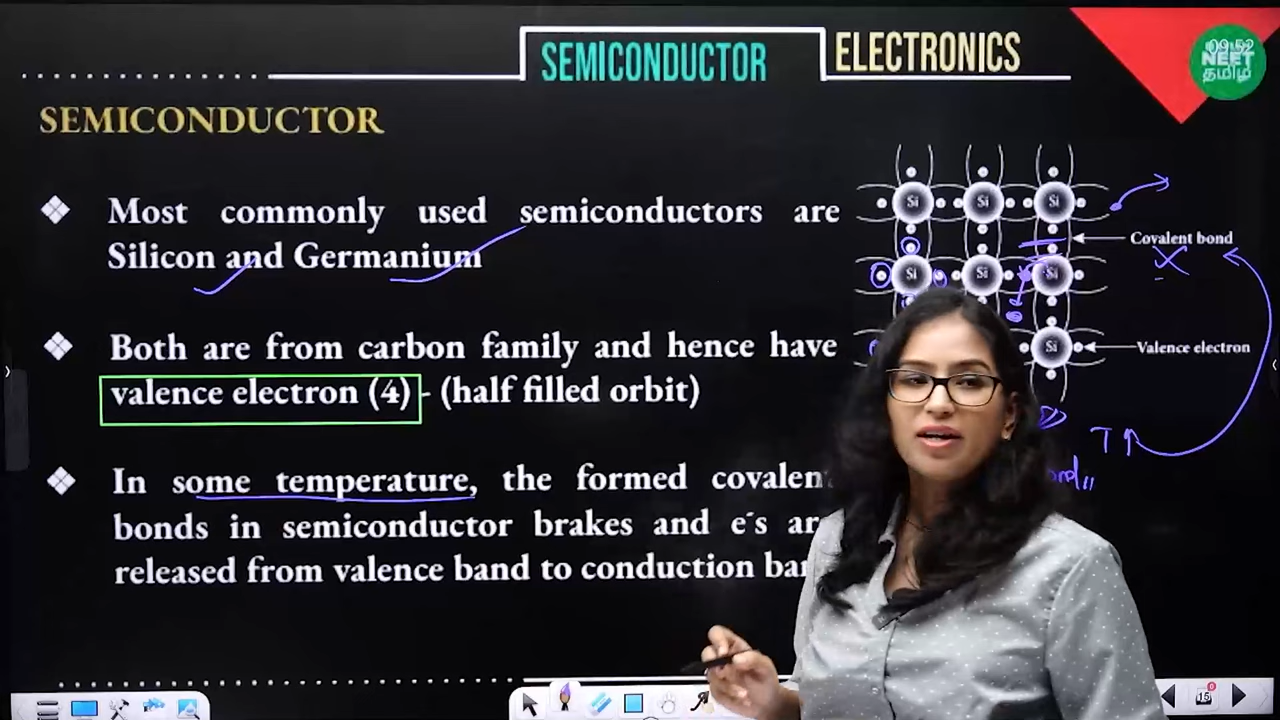 SEMICONDUCTOR ELECTRONICS
09:52
NEET
தமிழ்
SEMICONDUCTOR
Most commonly used semiconductors are
Silicon and Germanium
Both are from carbon family and hence have
valence electron (4) - (half filled orbit)
In some temperature, the formed covalen
bonds in semiconductor brakes and e's ar
released from valence band to conduction ba
Si Si Si
Covalent bond
Si Si Si
Si
Valence electron
T↑
15